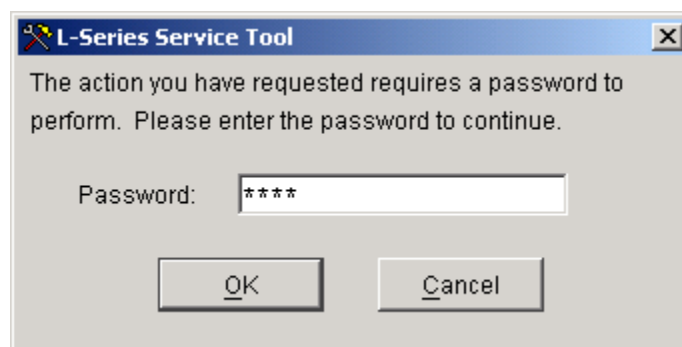 L-Series Service Tool
The action you have requested requires a password to
perform. Please enter the password to continue.
Password: ****
OK Cancel